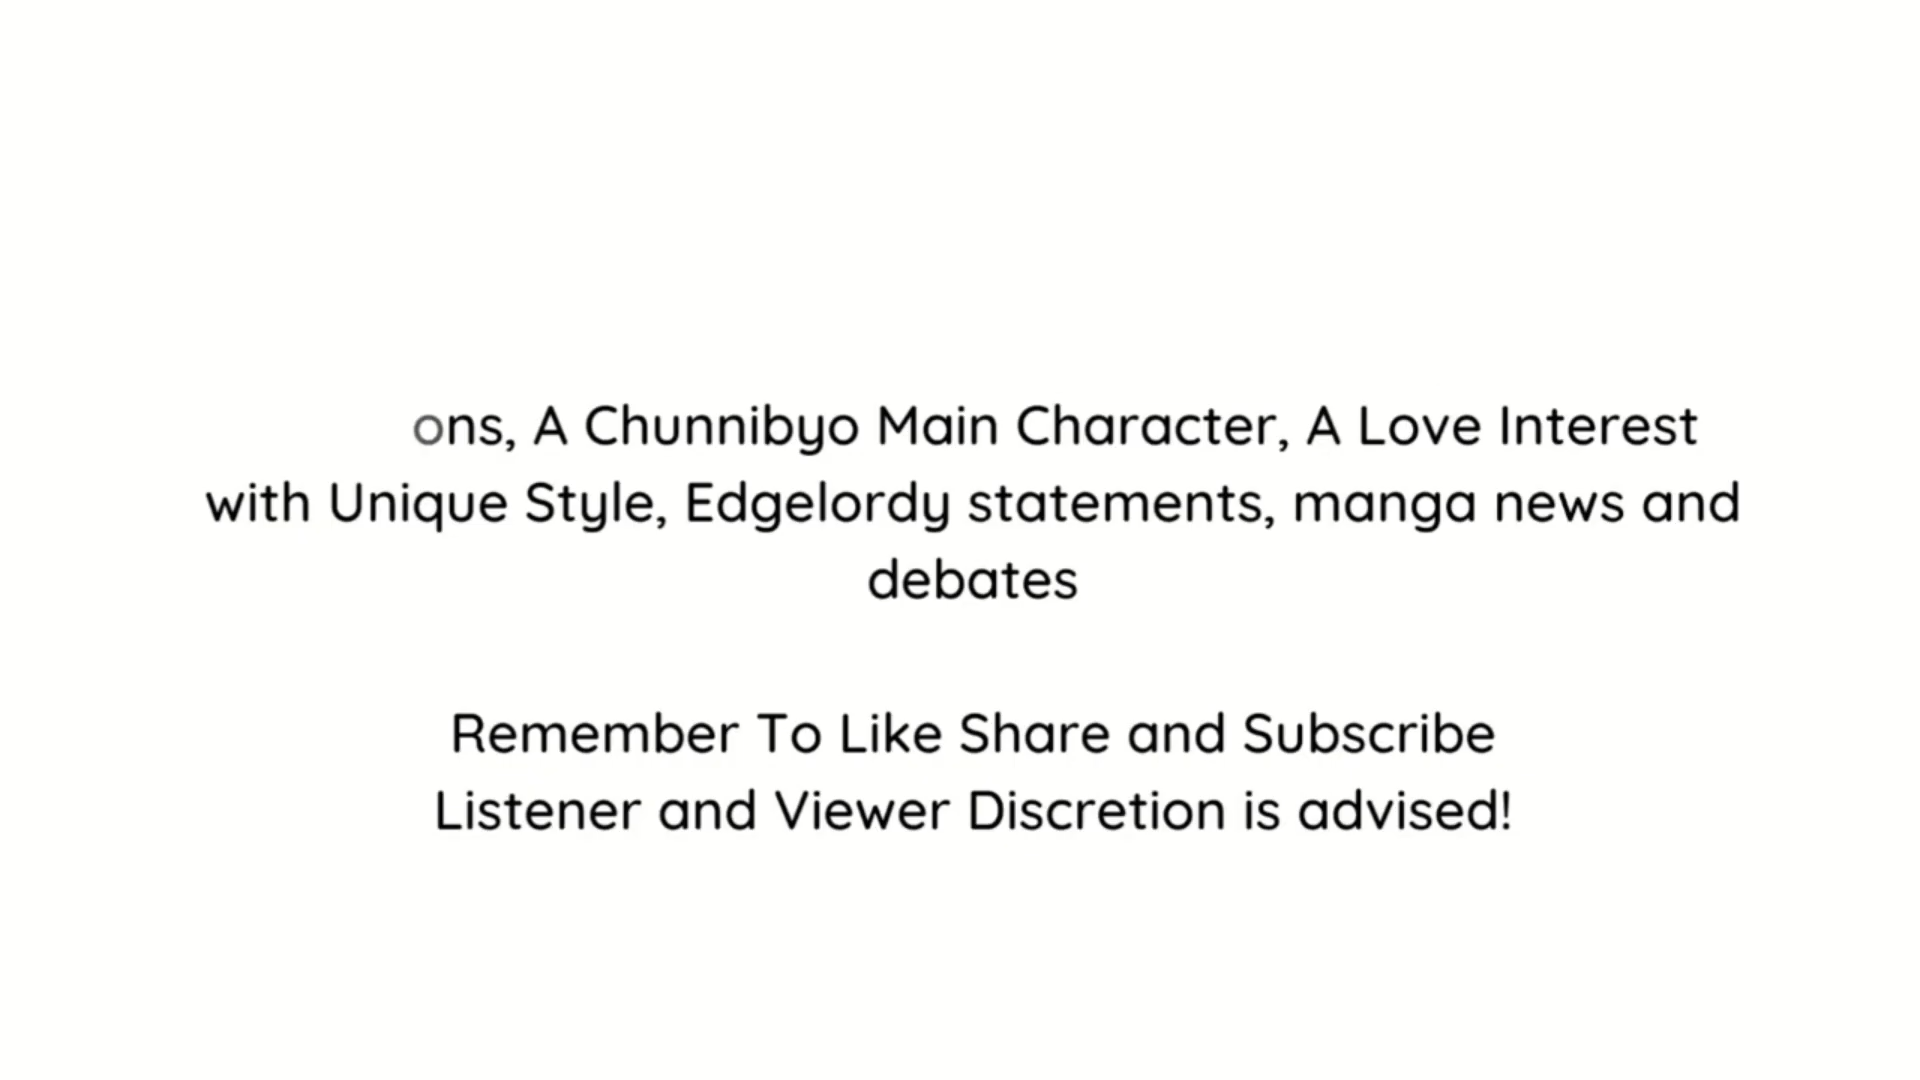 ons, A Chunnibyo Main Character, A Love Interest
with Unique Style, Edgelordy statements, manga news and
debates
Remember To Like Share and Subscribe
Listener and Viewer Discretion is advised!